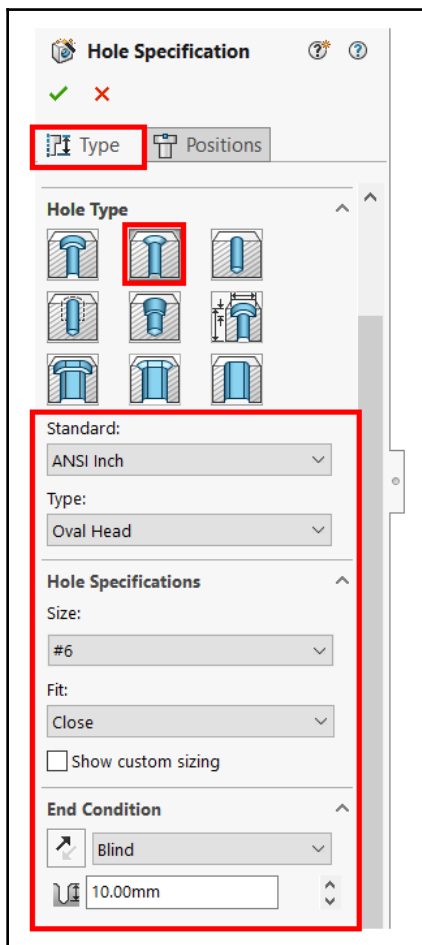 Hole Specification
Type Positions
Hole Type
Standard:
ANSI Inch
Type:
Oval Head
Hole Specifications
Size:
#6
Fit:
Close
Show custom sizing
End Condition
Blind
10.00mm